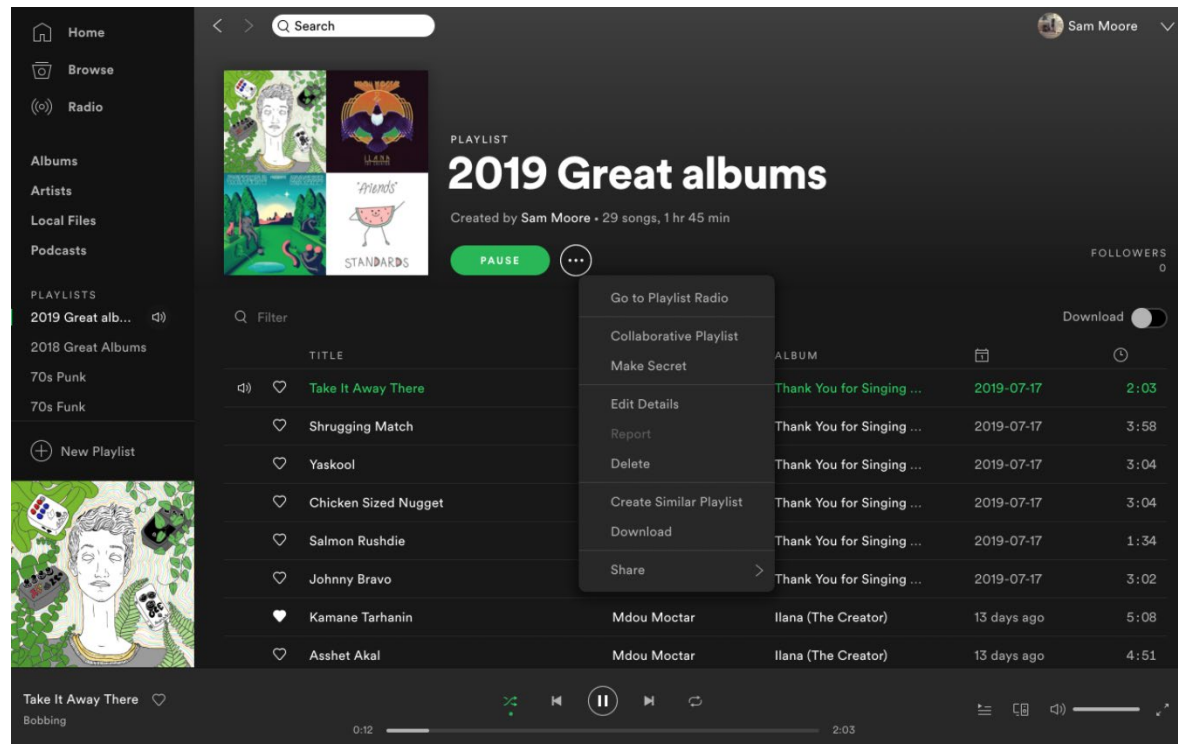 Home
Search
Sam Moore
Browse
Radio
PLAYLIST
2019 Great albums
Albums
Artists
Local Files
Podcasts
Created by Sam Moore • 29 songs, 1 hr 45 min
"Friends"
STANDARDS
PAUSE
FOLLOWERS
0
PLAYLISTS
2019 Great alb...
2018 Great Albums
70s Punk
70s Funk
New Playlist
Filter
Download
Go to Playlist Radio
Collaborative Playlist
Make Secret
Edit Details
Report
Delete
Create Similar Playlist
Download
Share
TITLE ALBUM
Take It Away There Thank You for Singing ... 2019-07-17 2:03
Shrugging Match Thank You for Singing ... 2019-07-17 3:58
Yaskool Thank You for Singing ... 2019-07-17 3:04
Chicken Sized Nugget Thank You for Singing ... 2019-07-17 3:04
Salmon Rushdie Thank You for Singing ... 2019-07-17 1:34
Johnny Bravo Thank You for Singing ... 2019-07-17 3:02
Kamane Tarhanin Mdou Moctar Ilana (The Creator) 13 days ago 5:08
Asshet Akal Mdou Moctar Ilana (The Creator) 13 days ago 4:51
Take It Away There
Bobbing
0:12 2:03